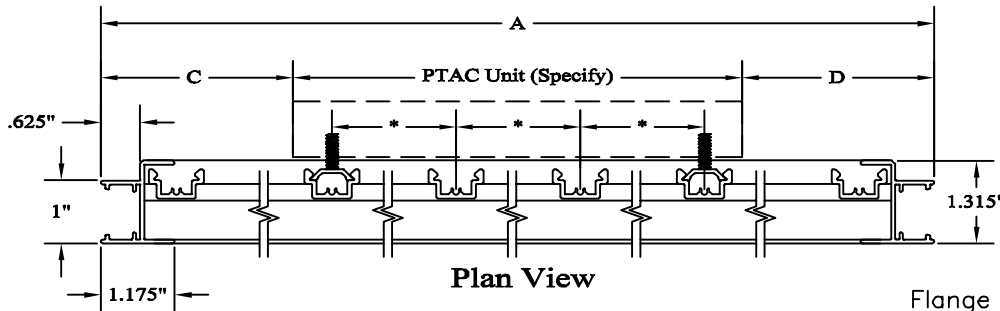 A
C
PTAC Unit (Specify)
D
.625"
* * *
1"
1.315"
Plan View
1.175"
Flange